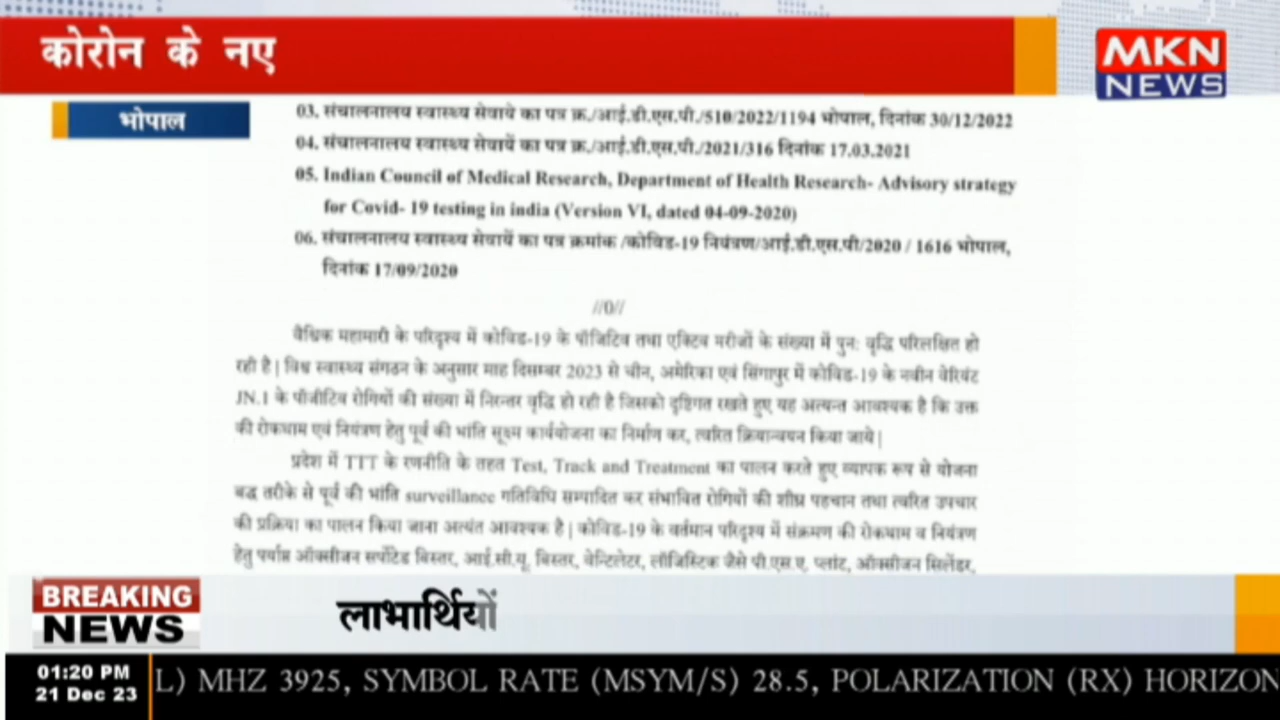 कोरोन के नए
MKN
NEWS
भोपाल
03. संचालनालय स्वास्थ्य सेवाये का पत्र क्र./आई.डी.एस.पी./510/2022/1194 भोपाल, दिनांक 30/12/2022
04. संचालनालय स्वास्थ्य सेवायें का पत्र क्र./आई.डी.एस.पी./2021/316 दिनांक 17.03.2021
05. Indian Council of Medical Research, Department of Health Research- Advisory strategy
for Covid- 19 testing in india (Version VI, dated 04-09-2020)
06. संचालनालय स्वास्थ्य सेवायें का पत्र क्रमांक /कोविड-19 नियंत्रण/आई.डी.एस.पी/2020 / 1616 भोपाल,
दिनांक 17/09/2020
//0//
वैश्विक महामारी के परिदृश्य में कोविड-19 के पॉजिटिव तथा एक्टिव मरीजों के संख्या में पुन: वृद्धि परिलक्षित हो
रही है | विश्व स्वास्थ्य संगठन के अनुसार माह दिसम्बर 2023 से चीन, अमेरिका एवं सिंगापुर में कोविड-19 के नवीन वेरियंट
JN.1 के पॉजीटिव रोगियों की संख्या में निरन्तर वृद्धि हो रही है जिसको दृष्टिगत रखते हुए यह अत्यन्त आवश्यक है कि उक्त
की रोकथाम एवं नियंत्रण हेतु पूर्व की भांति सूक्ष्म कार्ययोजना का निर्माण कर, त्वरित क्रियान्वयन किया जाये |
प्रदेश में TTT के रणनीति के तहत Test, Track and Treatment का पालन करते हुए व्यापक रूप से योजना
बद्ध तरीके से पूर्व की भांति surveillance गतिविधि सम्पादित कर संभावित रोगियों की शीघ्र पहचान तथा त्वरित उपचार
की प्रक्रिया का पालन किया जाना अत्यंत आवश्यक है | कोविड-19 के वर्तमान परिदृश्य में संक्रमण की रोकथाम व नियंत्रण
हेतु पर्याप्त ऑक्सीजन सर्पोटेड बिस्तर, आई.सी.यू. बिस्तर, वेन्टिलेटर, लॉजिस्टिक जैसे पी.एस.ए. प्लांट, ऑक्सीजन सिलेंडर,
BREAKING
NEWS
लाभार्थियों
01:20 PM
21 Dec 23
L) MHZ 3925, SYMBOL RATE (MSYM/S) 28.5, POLARIZATION (RX) HORIZON